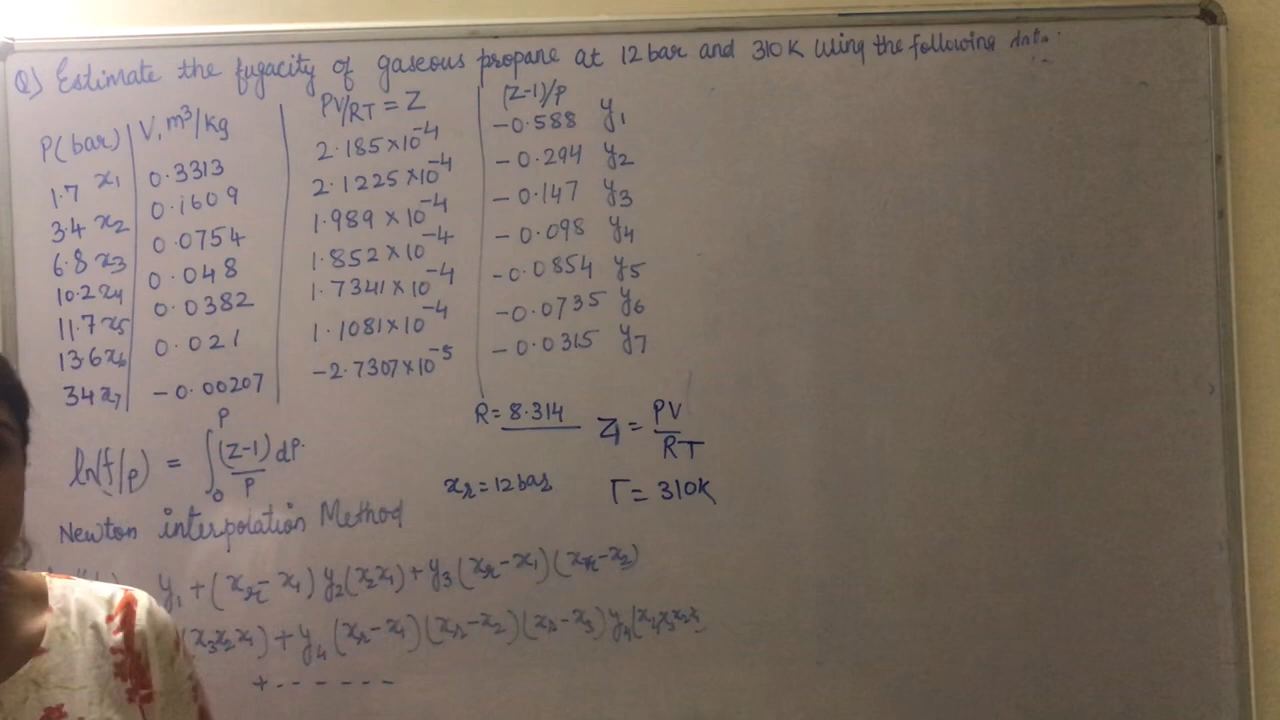 Q) Estimate the fugacity of gaseous propane at 12 bar and 310 K using the following data.
P(bar) V, m³/kg PV/RT = Z (Z-1)/P
1.7 x₁ 0.3313 2.185×10⁻⁴ -0.588 y₁
3.4 x₂ 0.1609 2.1225×10⁻⁴ -0.294 y₂
6.8 x₃ 0.0754 1.989×10⁻⁴ -0.147 y₃
10.2 x₄ 0.048 1.852×10⁻⁴ -0.098 y₄
11.7 x₅ 0.0382 1.7341×10⁻⁴ -0.0854 y₅
13.6 x₆ 0.021 1.1081×10⁻⁴ -0.0735 y₆
34 x₇ -0.00207 -2.7307×10⁻⁵ -0.0315 y₇
R = 8.314 Z = PV/RT
ln(f/p) = ∫₀ᴾ (Z-1)/P dP.
xᵣ = 12 bar T = 310K
Newton interpolation Method
y₁ + (xᵣ - x₁) y₂(x₂x₁) + y₃ (xᵣ - x₁)(xᵣ - x₂)
(x₃x₂x₁) + y₄ (xᵣ - x₁)(xᵣ - x₂)(xᵣ - x₃) y₄(x₄x₃x₂x₁
+ - - - - - -